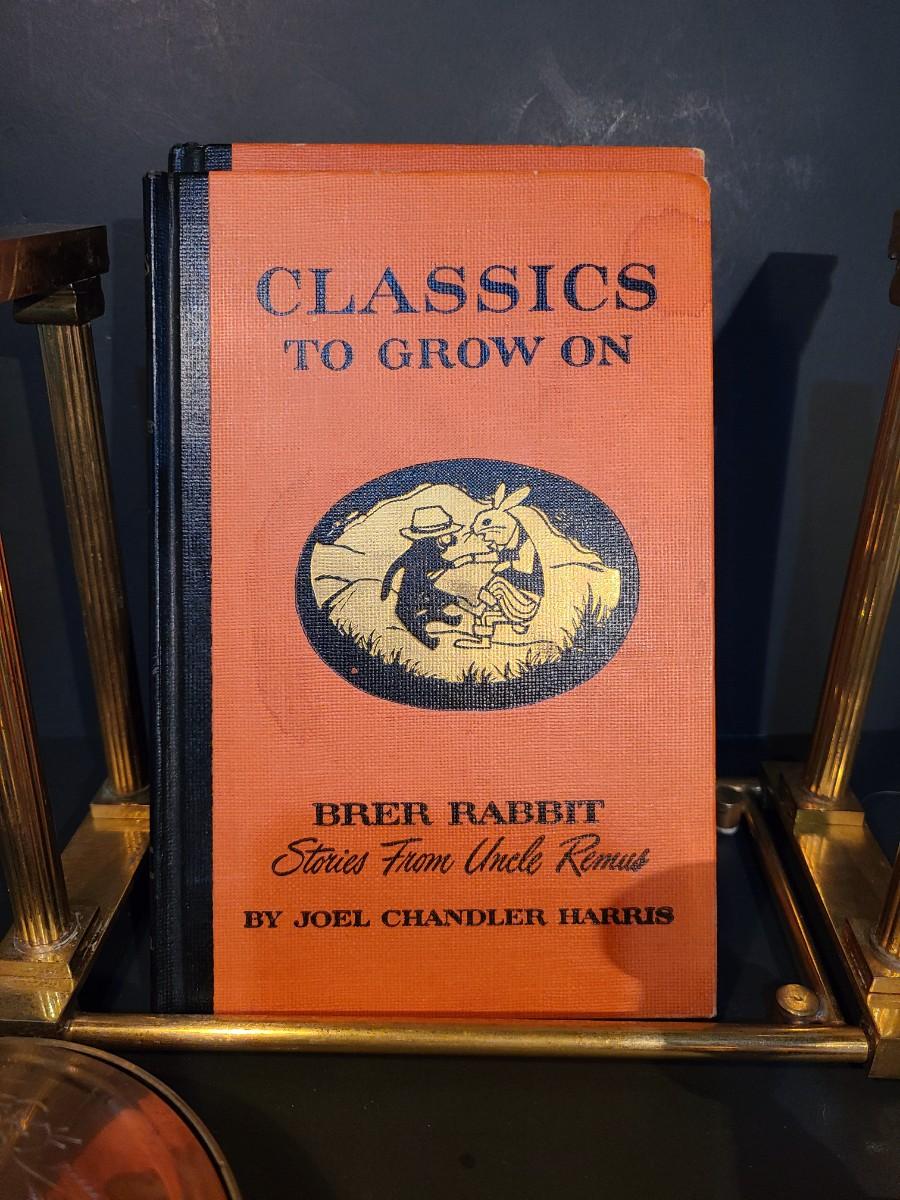 CLASSICS
TO GROW ON
BRER RABBIT
Stories From Uncle Remus
BY JOEL CHANDLER HARRIS